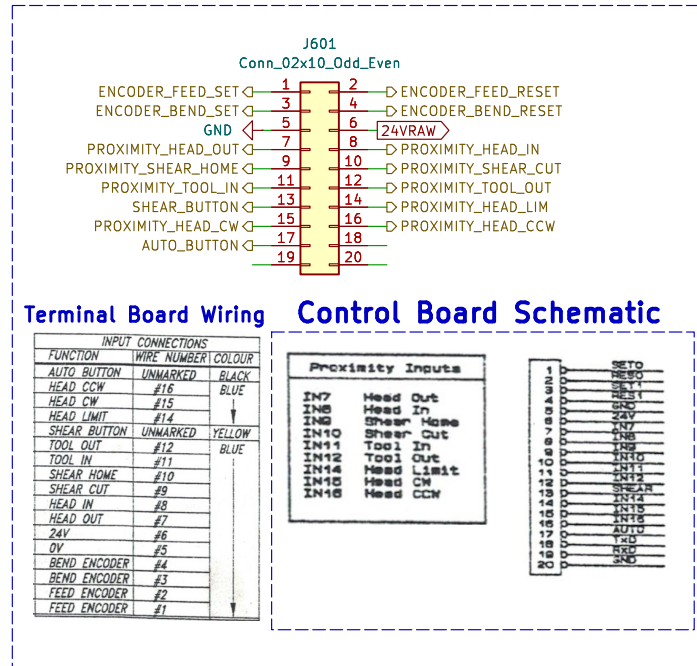 J601
Conn_02x10_Odd_Even
ENCODER_FEED_SET 1 2 ENCODER_FEED_RESET
ENCODER_BEND_SET 3 4 ENCODER_BEND_RESET
GND 5 6 24VRAW
PROXIMITY_HEAD_OUT 7 8 PROXIMITY_HEAD_IN
PROXIMITY_SHEAR_HOME 9 10 PROXIMITY_SHEAR_CUT
PROXIMITY_TOOL_IN 11 12 PROXIMITY_TOOL_OUT
SHEAR_BUTTON 13 14 PROXIMITY_HEAD_LIM
PROXIMITY_HEAD_CW 15 16 PROXIMITY_HEAD_CCW
AUTO_BUTTON 17 18
19 20
Terminal Board Wiring
INPUT CONNECTIONS
FUNCTION WIRE NUMBER COLOUR
AUTO BUTTON UNMARKED BLACK
HEAD CCW #16 BLUE
HEAD CW #15
HEAD LIMIT #14
SHEAR BUTTON UNMARKED YELLOW
TOOL OUT #12 BLUE
TOOL IN #11
SHEAR HOME #10
SHEAR CUT #9
HEAD IN #8
HEAD OUT #7
24V #6
0V #5
BEND ENCODER #4
BEND ENCODER #3
FEED ENCODER #2
FEED ENCODER #1
Control Board Schematic
Proximity Inputs
IN7 Head Out
IN8 Head In
IN9 Shear Home
IN10 Shear Cut
IN11 Tool In
IN12 Tool Out
IN14 Head Limit
IN15 Head CW
IN16 Head CCW
1 SET0
2 RES0
3 SET1
4 RES1
5 GND
6 24V
7 IN7
8 IN8
9 IN9
10 IN10
11 IN11
12 IN12
13 SHEAR
14 IN14
15 IN15
16 IN16
17 AUTO
18 TxD
19 RxD
20 GND